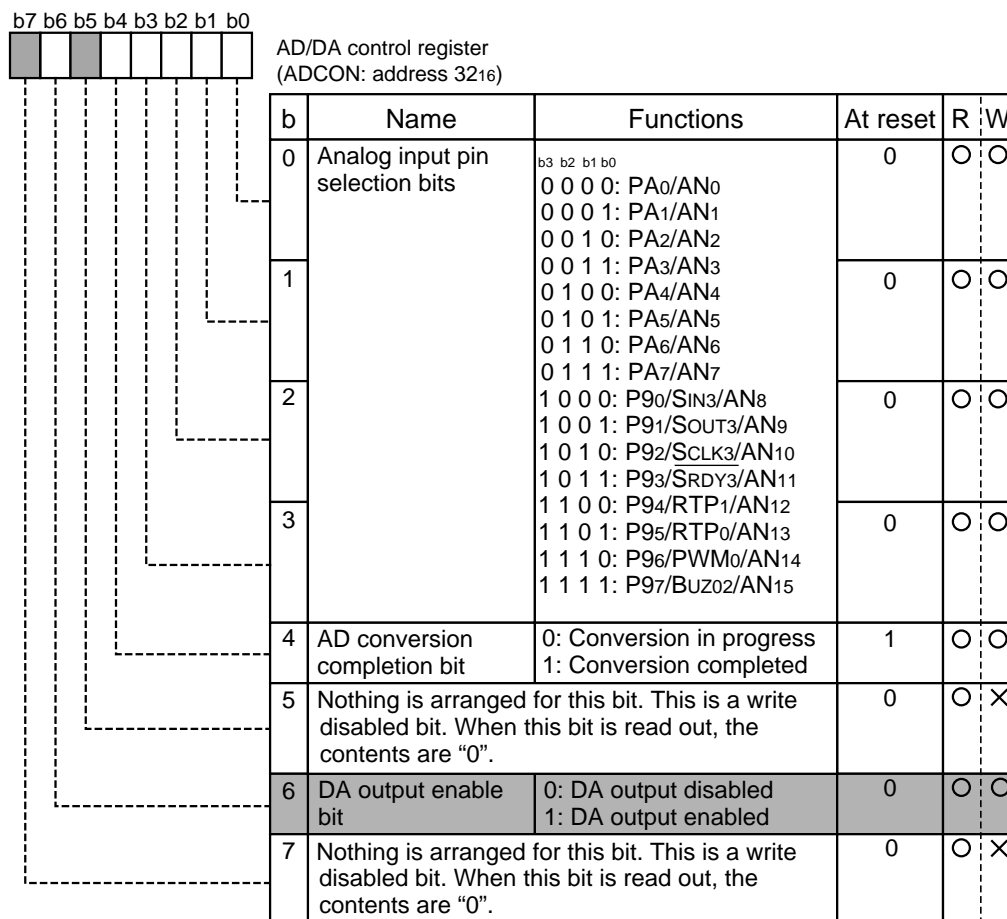 b7 b6 b5 b4 b3 b2 b1 b0
AD/DA control register
(ADCON: address 3216)
b Name Functions At reset R W
0 Analog input pin
selection bits
b3 b2 b1 b0
0 0 0 0: PA0/AN0
0 0 0 1: PA1/AN1
0 0 1 0: PA2/AN2
0 0 1 1: PA3/AN3
0 1 0 0: PA4/AN4
0 1 0 1: PA5/AN5
0 1 1 0: PA6/AN6
0 1 1 1: PA7/AN7
1 0 0 0: P90/SIN3/AN8
1 0 0 1: P91/SOUT3/AN9
1 0 1 0: P92/SCLK3/AN10
1 0 1 1: P93/SRDY3/AN11
1 1 0 0: P94/RTP1/AN12
1 1 0 1: P95/RTP0/AN13
1 1 1 0: P96/PWM0/AN14
1 1 1 1: P97/BUZ02/AN15
0 O O
1 0 O O
2 0 O O
3 0 O O
4 AD conversion
completion bit
0: Conversion in progress
1: Conversion completed
1 O O
5 Nothing is arranged for this bit. This is a write
disabled bit. When this bit is read out, the
contents are “0”.
0 O ×
6 DA output enable
bit
0: DA output disabled
1: DA output enabled
0 O O
7 Nothing is arranged for this bit. This is a write
disabled bit. When this bit is read out, the
contents are “0”.
0 O ×